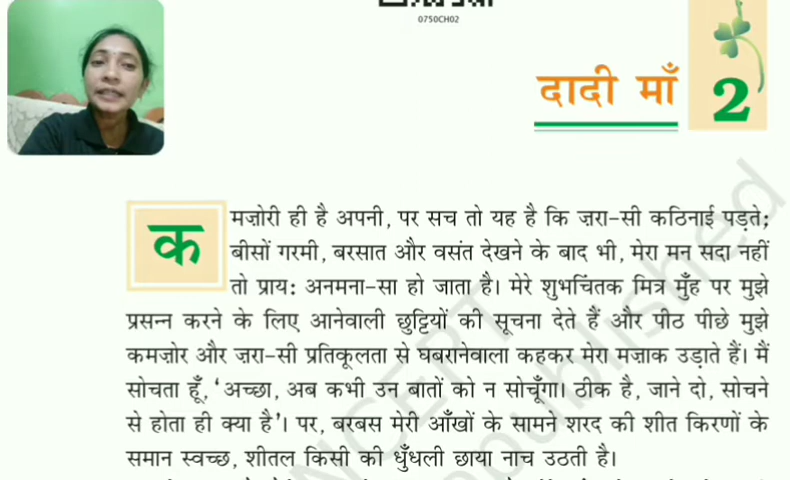 0750CH02
दादी माँ
2
कमज़ोरी ही है अपनी, पर सच तो यह है कि ज़रा-सी कठिनाई पड़ते;
बीसों गरमी, बरसात और वसंत देखने के बाद भी, मेरा मन सदा नहीं
तो प्राय: अनमना-सा हो जाता है। मेरे शुभचिंतक मित्र मुँह पर मुझे
प्रसन्न करने के लिए आनेवाली छुट्टियों की सूचना देते हैं और पीठ पीछे मुझे
कमज़ोर और ज़रा-सी प्रतिकूलता से घबरानेवाला कहकर मेरा मज़ाक उड़ाते हैं। मैं
सोचता हूँ, ‘अच्छा, अब कभी उन बातों को न सोचूँगा। ठीक है, जाने दो, सोचने
से होता ही क्या है’। पर, बरबस मेरी आँखों के सामने शरद की शीत किरणों के
समान स्वच्छ, शीतल किसी की धुँधली छाया नाच उठती है।